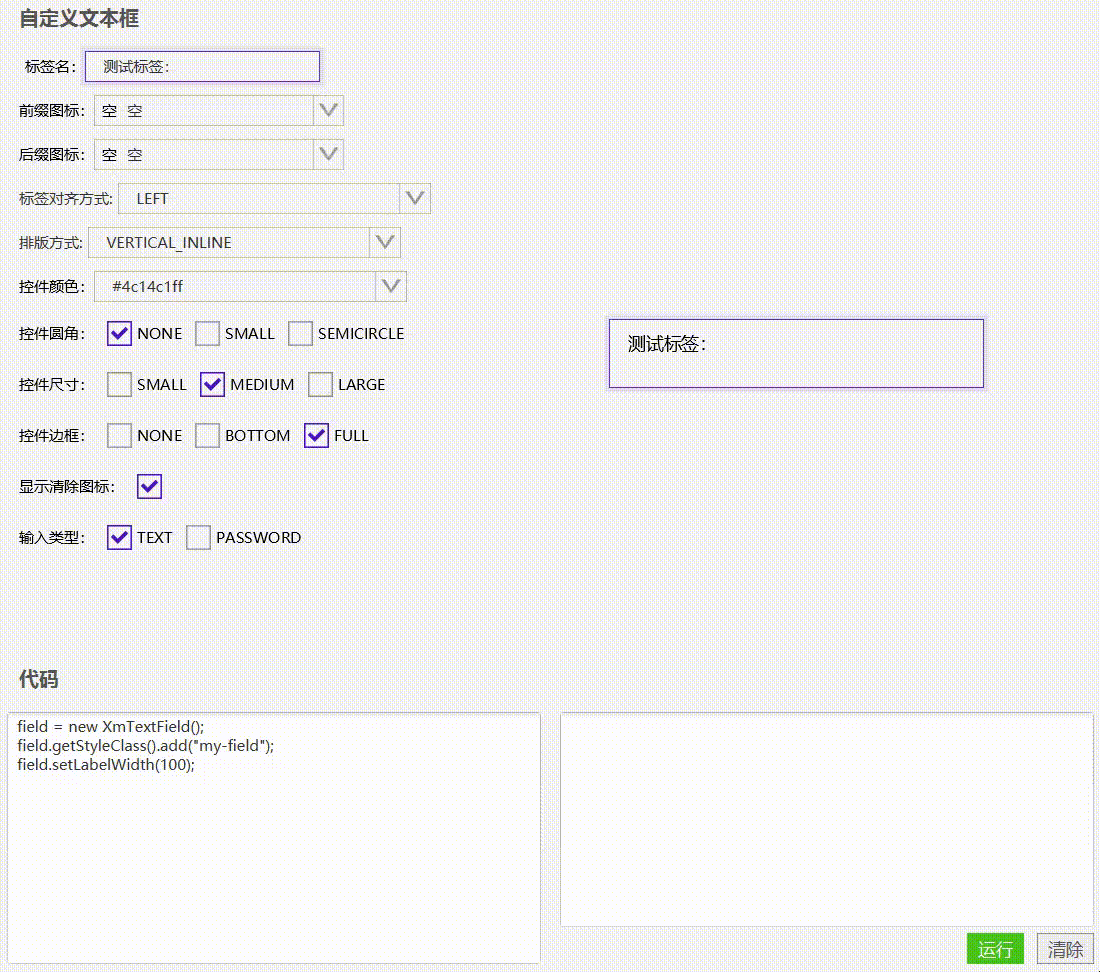 自定义文本框
标签名: 测试标签:
前缀图标: 空 空
后缀图标: 空 空
标签对齐方式: LEFT
排版方式: VERTICAL_INLINE
控件颜色: #4c14c1ff
控件圆角: NONE SMALL SEMICIRCLE
测试标签:
控件尺寸: SMALL MEDIUM LARGE
控件边框: NONE BOTTOM FULL
显示清除图标:
输入类型: TEXT PASSWORD
代码
field = new XmTextField();
field.getStyleClass().add("my-field");
field.setLabelWidth(100);
运行 清除